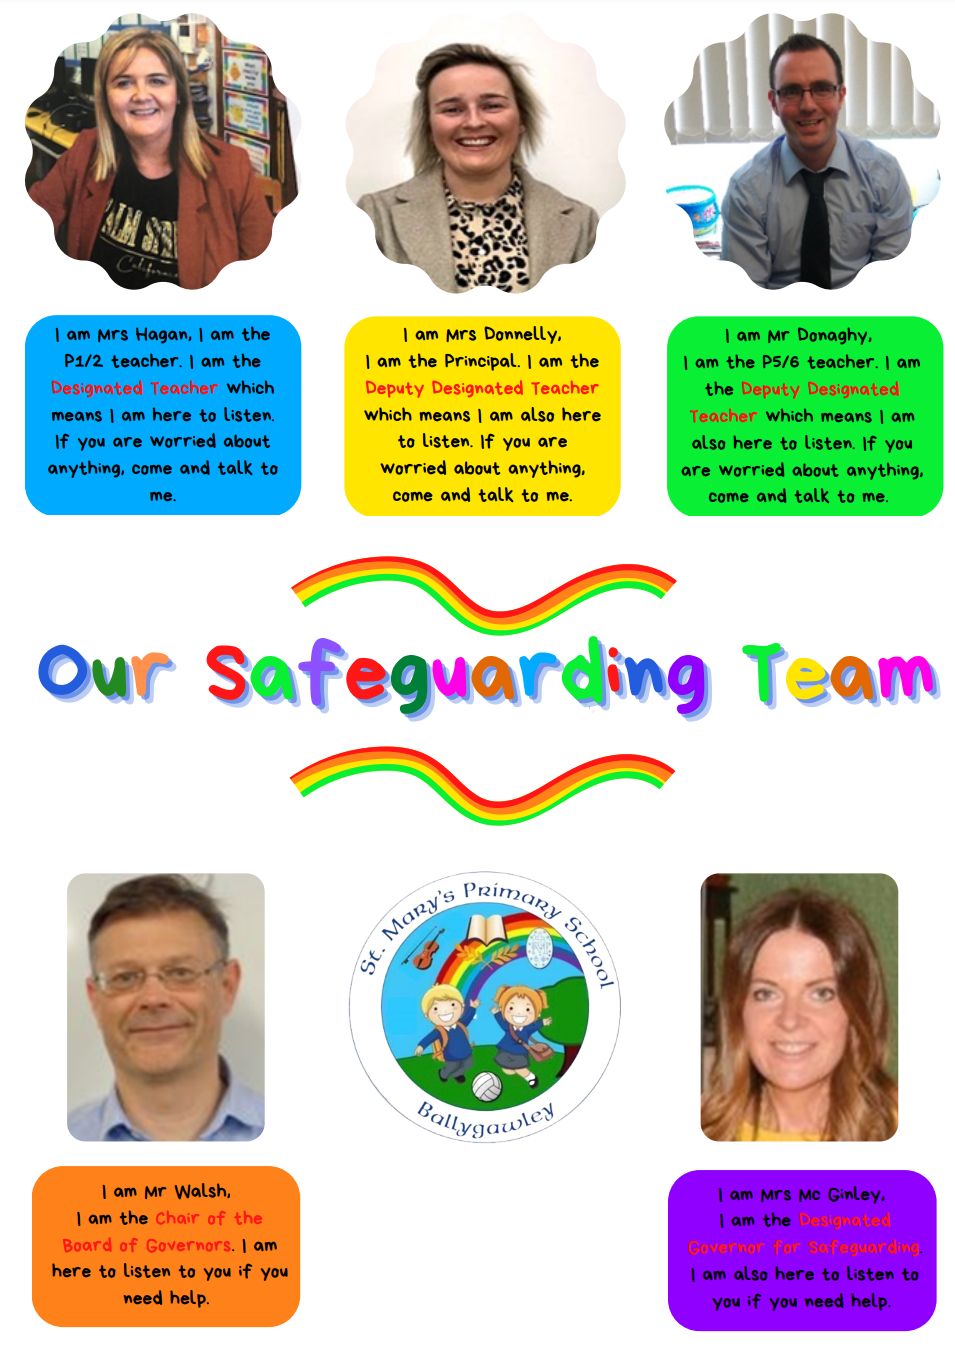 PALM SPRI
California
I am Mrs Hagan, I am the
P1/2 teacher. I am the
Designated Teacher which
means I am here to listen.
If you are worried about
anything, come and talk to
me.
I am Mrs Donnelly,
I am the Principal. I am the
Deputy Designated Teacher
which means I am also here
to listen. If you are
worried about anything,
come and talk to me.
I am Mr Donaghy,
I am the P5/6 teacher. I am
the Deputy Designated
Teacher which means I am
also here to listen. If you
are worried about anything,
come and talk to me.
Our Safeguarding Team
St. Mary's Primary School
Ballygawley
I am Mr Walsh,
I am the Chair of the
Board of Governors. I am
here to listen to you if you
need help.
I am Mrs Mc Ginley,
I am the Designated
Governor for Safeguarding.
I am also here to listen to
you if you need help.